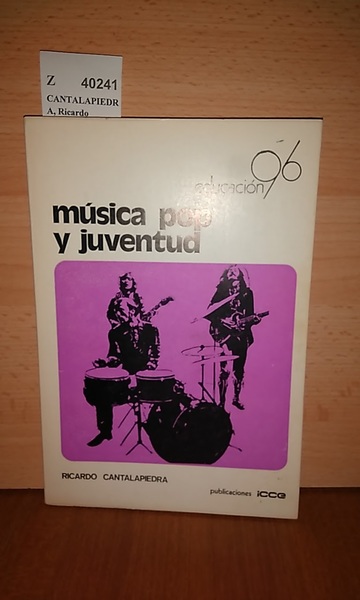 Z 40241
CANTALAPIEDR
A, Ricardo
educación 96
música pop
y juventud
RICARDO CANTALAPIEDRA
publicaciones icce